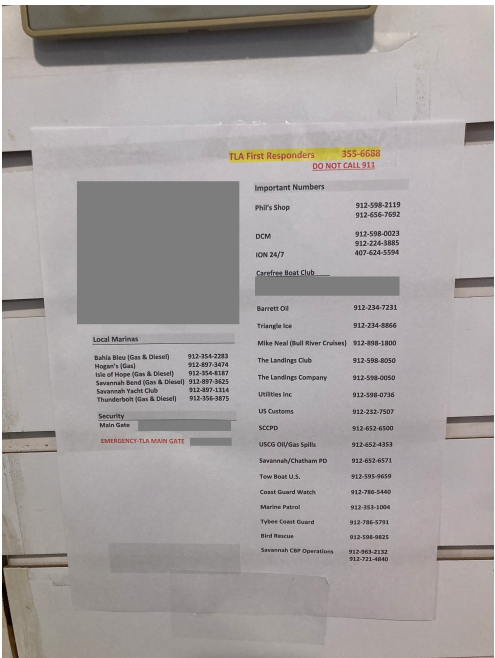 TLA First Responders 355-6688
DO NOT CALL 911
Important Numbers
Phil's Shop 912-598-2119
912-656-7692
DCM 912-598-0023
912-224-3885
ION 24/7 407-624-5594
Carefree Boat Club
Barrett Oil 912-234-7231
Triangle Ice 912-234-8866
Mike Neal (Bull River Cruises) 912-898-1800
The Landings Club 912-598-8050
The Landings Company 912-598-0050
Utilities Inc 912-598-0736
US Customs 912-232-7507
SCCPD 912-652-6500
USCG Oil/Gas Spills 912-652-4353
Savannah/Chatham PD 912-652-6571
Tow Boat U.S. 912-595-9659
Coast Guard Watch 912-786-5440
Marine Patrol 912-353-1004
Tybee Coast Guard 912-786-5791
Bird Rescue 912-598-9825
Savannah CBP Operations 912-963-2132
912-721-4840
Local Marinas
Bahia Bleu (Gas & Diesel) 912-354-2283
Hogan's (Gas) 912-897-3474
Isle of Hope (Gas & Diesel) 912-354-8187
Savannah Bend (Gas & Diesel) 912-897-3625
Savannah Yacht Club 912-897-1314
Thunderbolt (Gas & Diesel) 912-356-3875
Security
Main Gate
EMERGENCY-TLA MAIN GATE